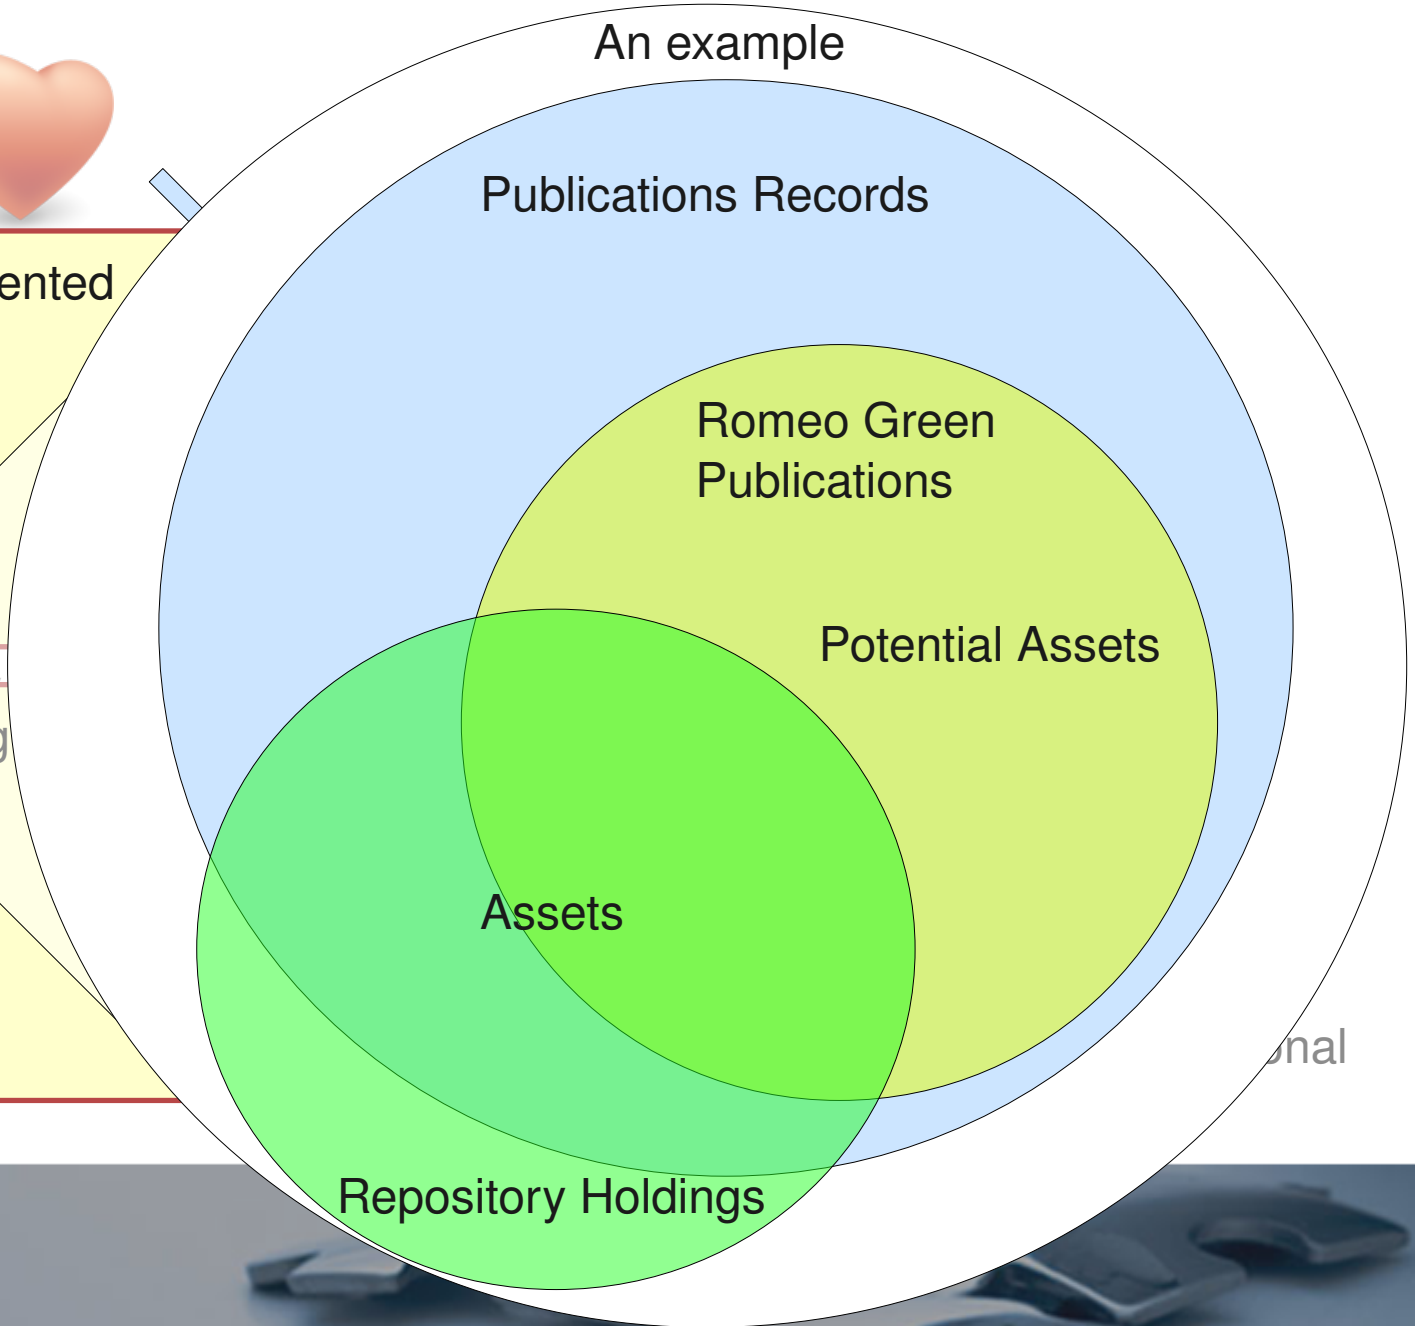 An example
Publications Records
ented
Romeo Green
Publications
Potential Assets
g
Assets
onal
Repository Holdings